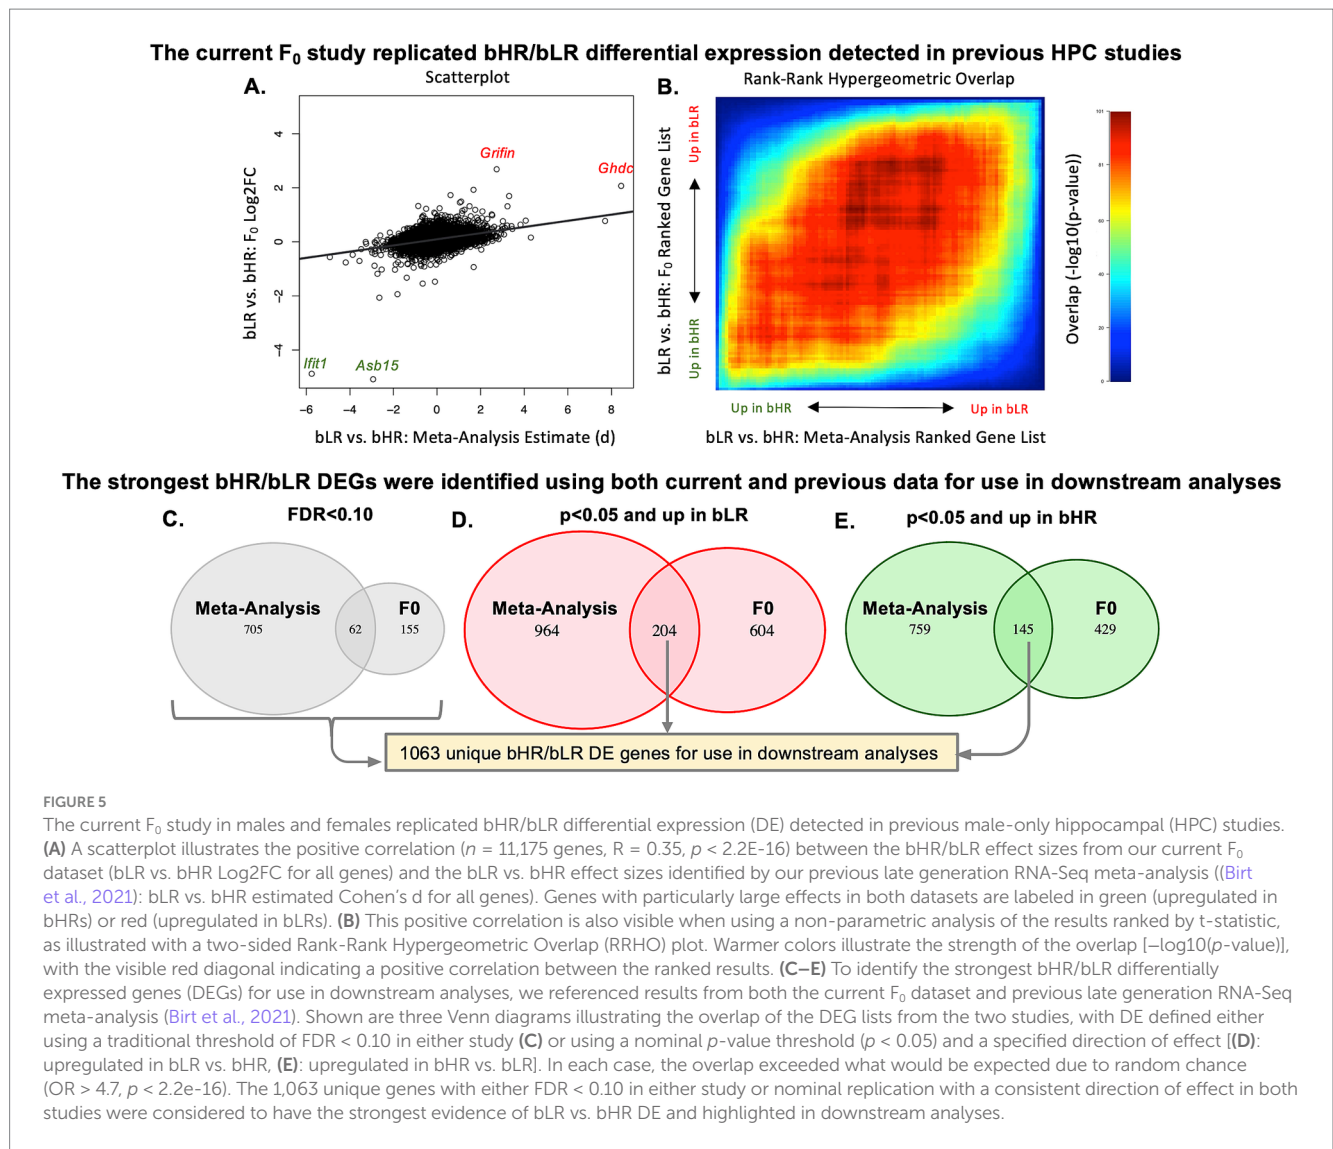 The current F0 study replicated bHR/bLR differential expression detected in previous HPC studies
A.
Scatterplot
bLR vs. bHR: F0 Log2FC
4
2
0
−2
−4
Grifin
Ghdc
Ifit1
Asb15
−6 −4 −2 0 2 4 6 8
bLR vs. bHR: Meta-Analysis Estimate (d)
B.
Rank-Rank Hypergeometric Overlap
bLR vs. bHR: F0 Ranked Gene List
Up in bLR
Up in bHR
Up in bHR
Up in bLR
bLR vs. bHR: Meta-Analysis Ranked Gene List
Overlap (-log10(p-value))
101
81
60
40
20
0
The strongest bHR/bLR DEGs were identified using both current and previous data for use in downstream analyses
C.
FDR<0.10
Meta-Analysis
705
62
F0
155
D.
p<0.05 and up in bLR
Meta-Analysis
964
204
F0
604
E.
p<0.05 and up in bHR
Meta-Analysis
759
145
F0
429
1063 unique bHR/bLR DE genes for use in downstream analyses
FIGURE 5
The current F0 study in males and females replicated bHR/bLR differential expression (DE) detected in previous male-only hippocampal (HPC) studies.
(A) A scatterplot illustrates the positive correlation (n = 11,175 genes, R = 0.35, p < 2.2E-16) between the bHR/bLR effect sizes from our current F0
dataset (bLR vs. bHR Log2FC for all genes) and the bLR vs. bHR effect sizes identified by our previous late generation RNA-Seq meta-analysis ((Birt
et al., 2021): bLR vs. bHR estimated Cohen's d for all genes). Genes with particularly large effects in both datasets are labeled in green (upregulated in
bHRs) or red (upregulated in bLRs). (B) This positive correlation is also visible when using a non-parametric analysis of the results ranked by t-statistic,
as illustrated with a two-sided Rank-Rank Hypergeometric Overlap (RRHO) plot. Warmer colors illustrate the strength of the overlap [−log10(p-value)],
with the visible red diagonal indicating a positive correlation between the ranked results. (C–E) To identify the strongest bHR/bLR differentially
expressed genes (DEGs) for use in downstream analyses, we referenced results from both the current F0 dataset and previous late generation RNA-Seq
meta-analysis (Birt et al., 2021). Shown are three Venn diagrams illustrating the overlap of the DEG lists from the two studies, with DE defined either
using a traditional threshold of FDR < 0.10 in either study (C) or using a nominal p-value threshold (p < 0.05) and a specified direction of effect [(D):
upregulated in bLR vs. bHR, (E): upregulated in bHR vs. bLR]. In each case, the overlap exceeded what would be expected due to random chance
(OR > 4.7, p < 2.2e-16). The 1,063 unique genes with either FDR < 0.10 in either study or nominal replication with a consistent direction of effect in both
studies were considered to have the strongest evidence of bLR vs. bHR DE and highlighted in downstream analyses.